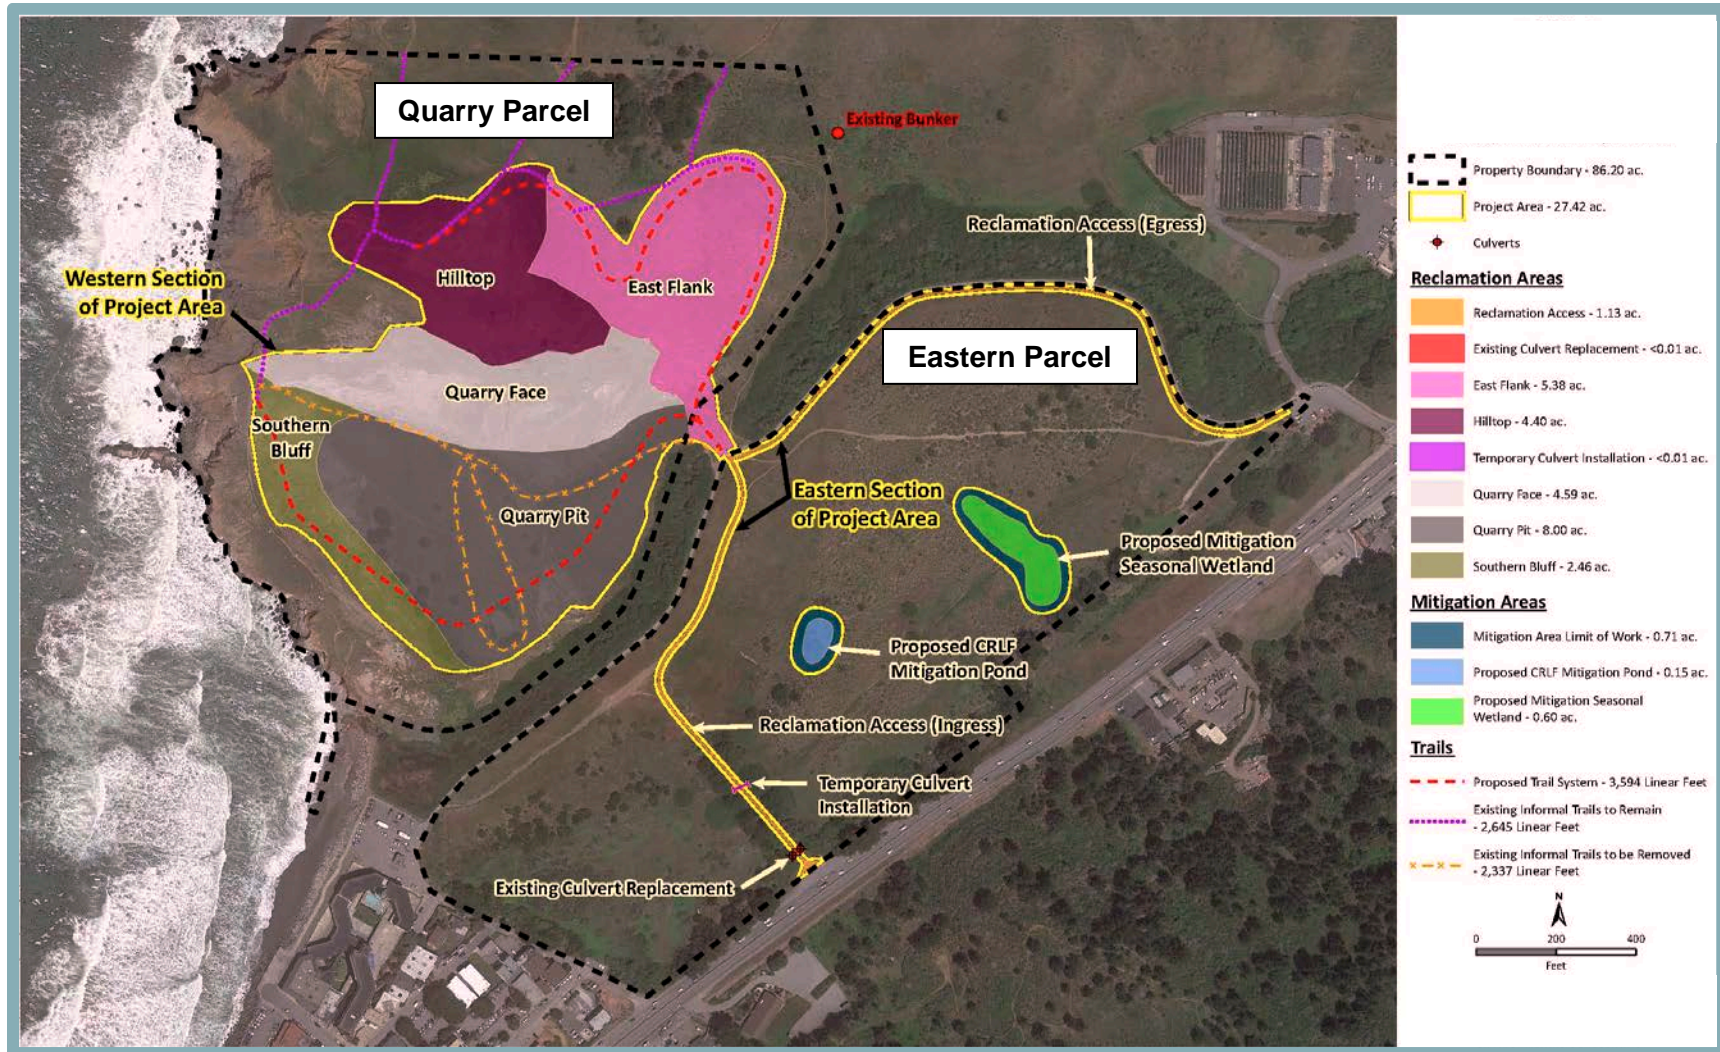 Quarry Parcel
Existing Bunker
Reclamation Access (Egress)
Western Section
of Project Area
Hilltop
East Flank
Eastern Parcel
Quarry Face
Southern
Bluff
Quarry Pit
Eastern Section
of Project Area
Proposed Mitigation
Seasonal Wetland
Proposed CRLF
Mitigation Pond
Reclamation Access (Ingress)
Temporary Culvert
Installation
Existing Culvert Replacement
Property Boundary - 86.20 ac.
Project Area - 27.42 ac.
Culverts
Reclamation Areas
Reclamation Access - 1.13 ac.
Existing Culvert Replacement - <0.01 ac.
East Flank - 5.38 ac.
Hilltop - 4.40 ac.
Temporary Culvert Installation - <0.01 ac.
Quarry Face - 4.59 ac.
Quarry Pit - 8.00 ac.
Southern Bluff - 2.46 ac.
Mitigation Areas
Mitigation Area Limit of Work - 0.71 ac.
Proposed CRLF Mitigation Pond - 0.15 ac.
Proposed Mitigation Seasonal
Wetland - 0.60 ac.
Trails
Proposed Trail System - 3,594 Linear Feet
Existing Informal Trails to Remain
- 2,645 Linear Feet
Existing Informal Trails to be Removed
- 2,337 Linear Feet
N
0 200 400
Feet